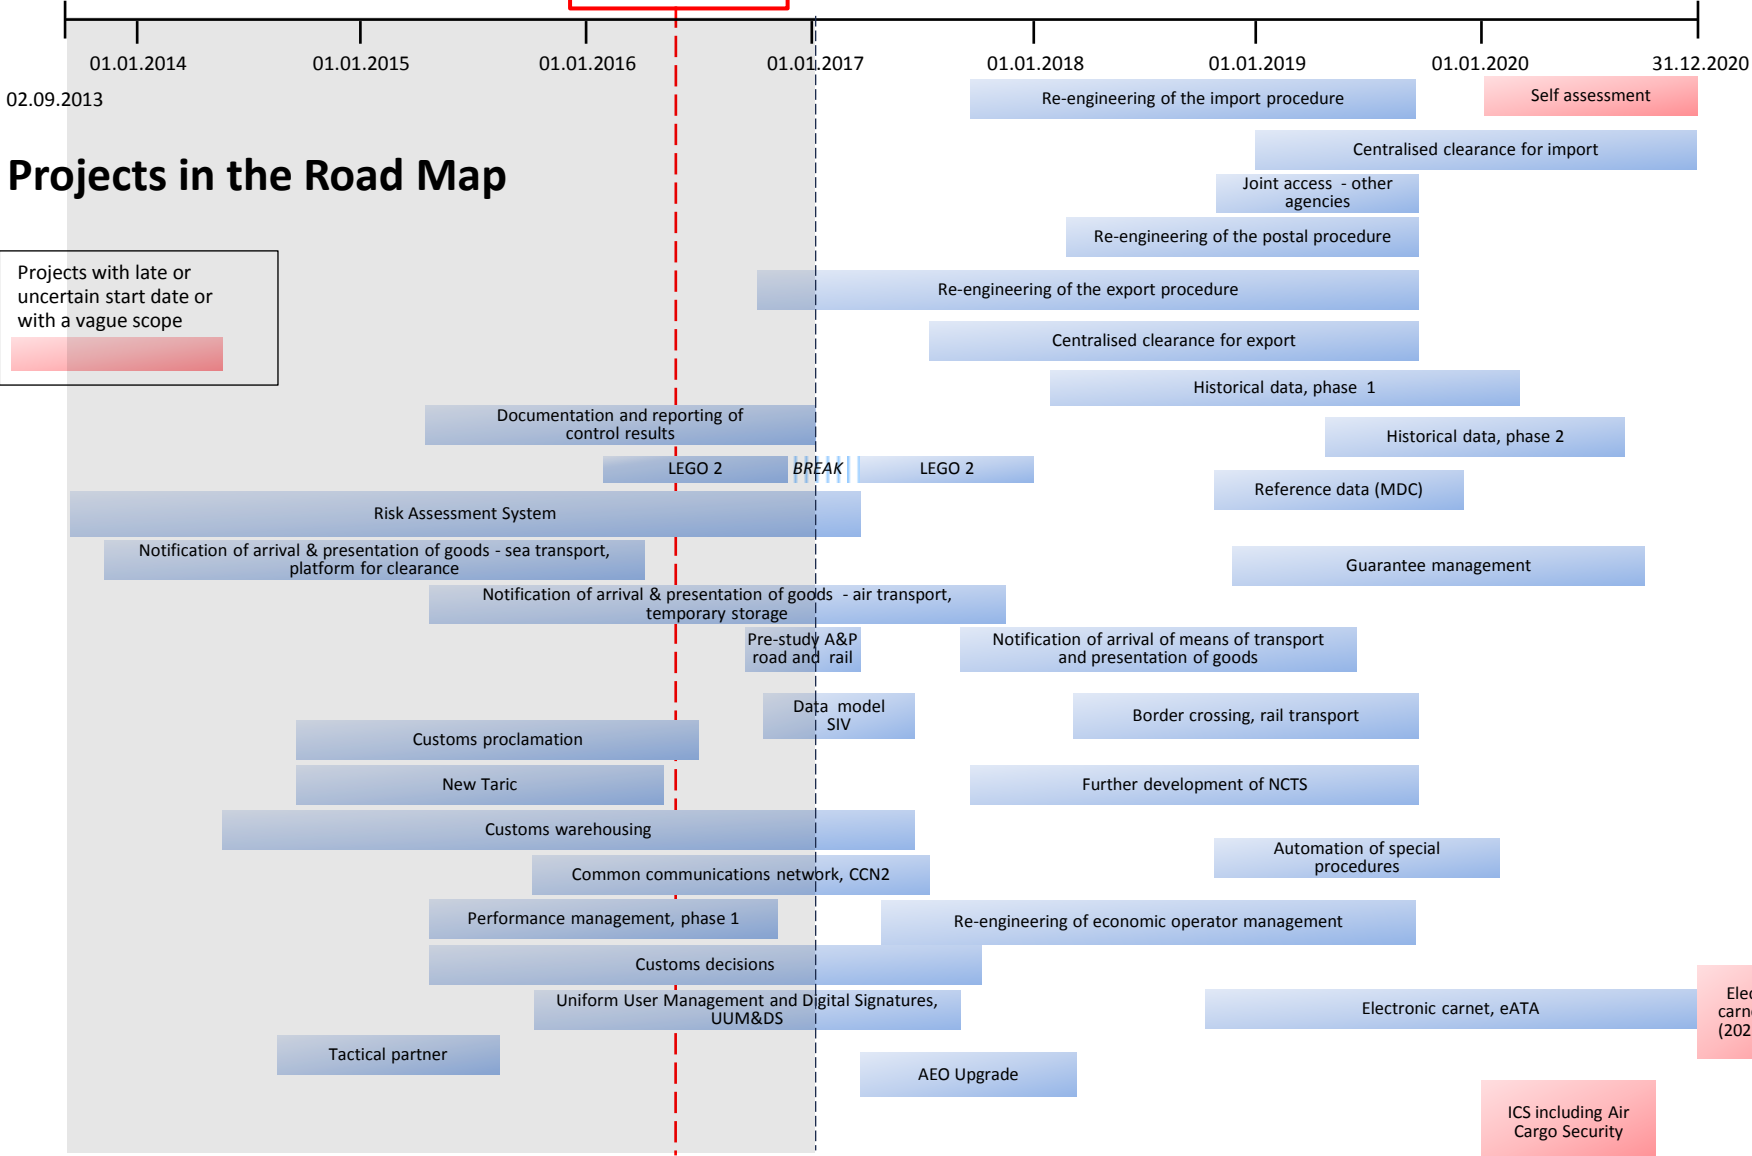 01.01.2014
01.01.2015
01.01.2016
01.01.2017
01.01.2018
01.01.2019
01.01.2020
31.12.2020
02.09.2013
Re-engineering of the import procedure
Self assessment
Projects in the Road Map
Centralised clearance for import
Joint access - other
agencies
Re-engineering of the postal procedure
Projects with late or
uncertain start date or
with a vague scope
Re-engineering of the export procedure
Centralised clearance for export
Historical data, phase 1
Documentation and reporting of
control results
Historical data, phase 2
LEGO 2
BREAK
LEGO 2
Reference data (MDC)
Risk Assessment System
Notification of arrival & presentation of goods - sea transport,
platform for clearance
Guarantee management
Notification of arrival & presentation of goods - air transport,
temporary storage
Pre-study A&P
road and rail
Notification of arrival of means of transport
and presentation of goods
Data model
SIV
Border crossing, rail transport
Customs proclamation
New Taric
Further development of NCTS
Customs warehousing
Automation of special
procedures
Common communications network, CCN2
Performance management, phase 1
Re-engineering of economic operator management
Customs decisions
Uniform User Management and Digital Signatures,
UUM&DS
Electronic carnet, eATA
Elec
carn
(202
Tactical partner
AEO Upgrade
ICS including Air
Cargo Security